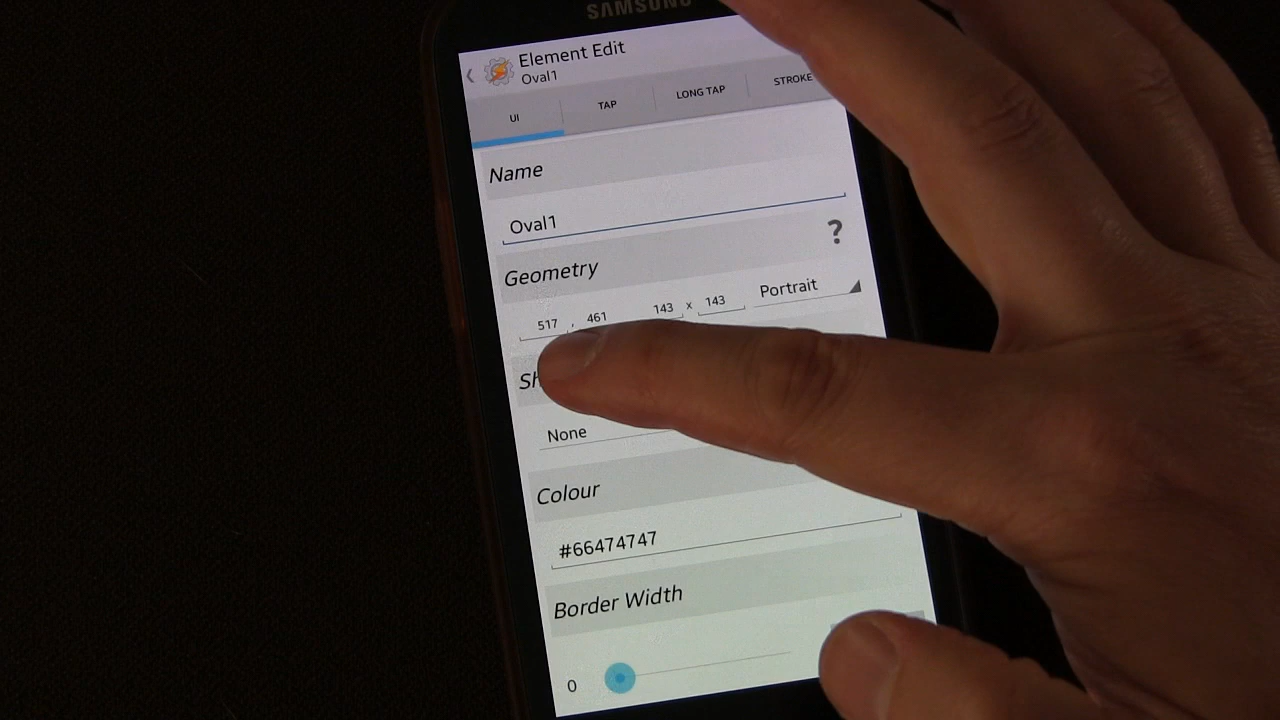 SAMSUNG
Element Edit
Oval1
UI TAP LONG TAP STROKE
Name
Oval1
Geometry ?
517 , 461 143 x 143 Portrait
None
Colour
#66474747
Border Width
0